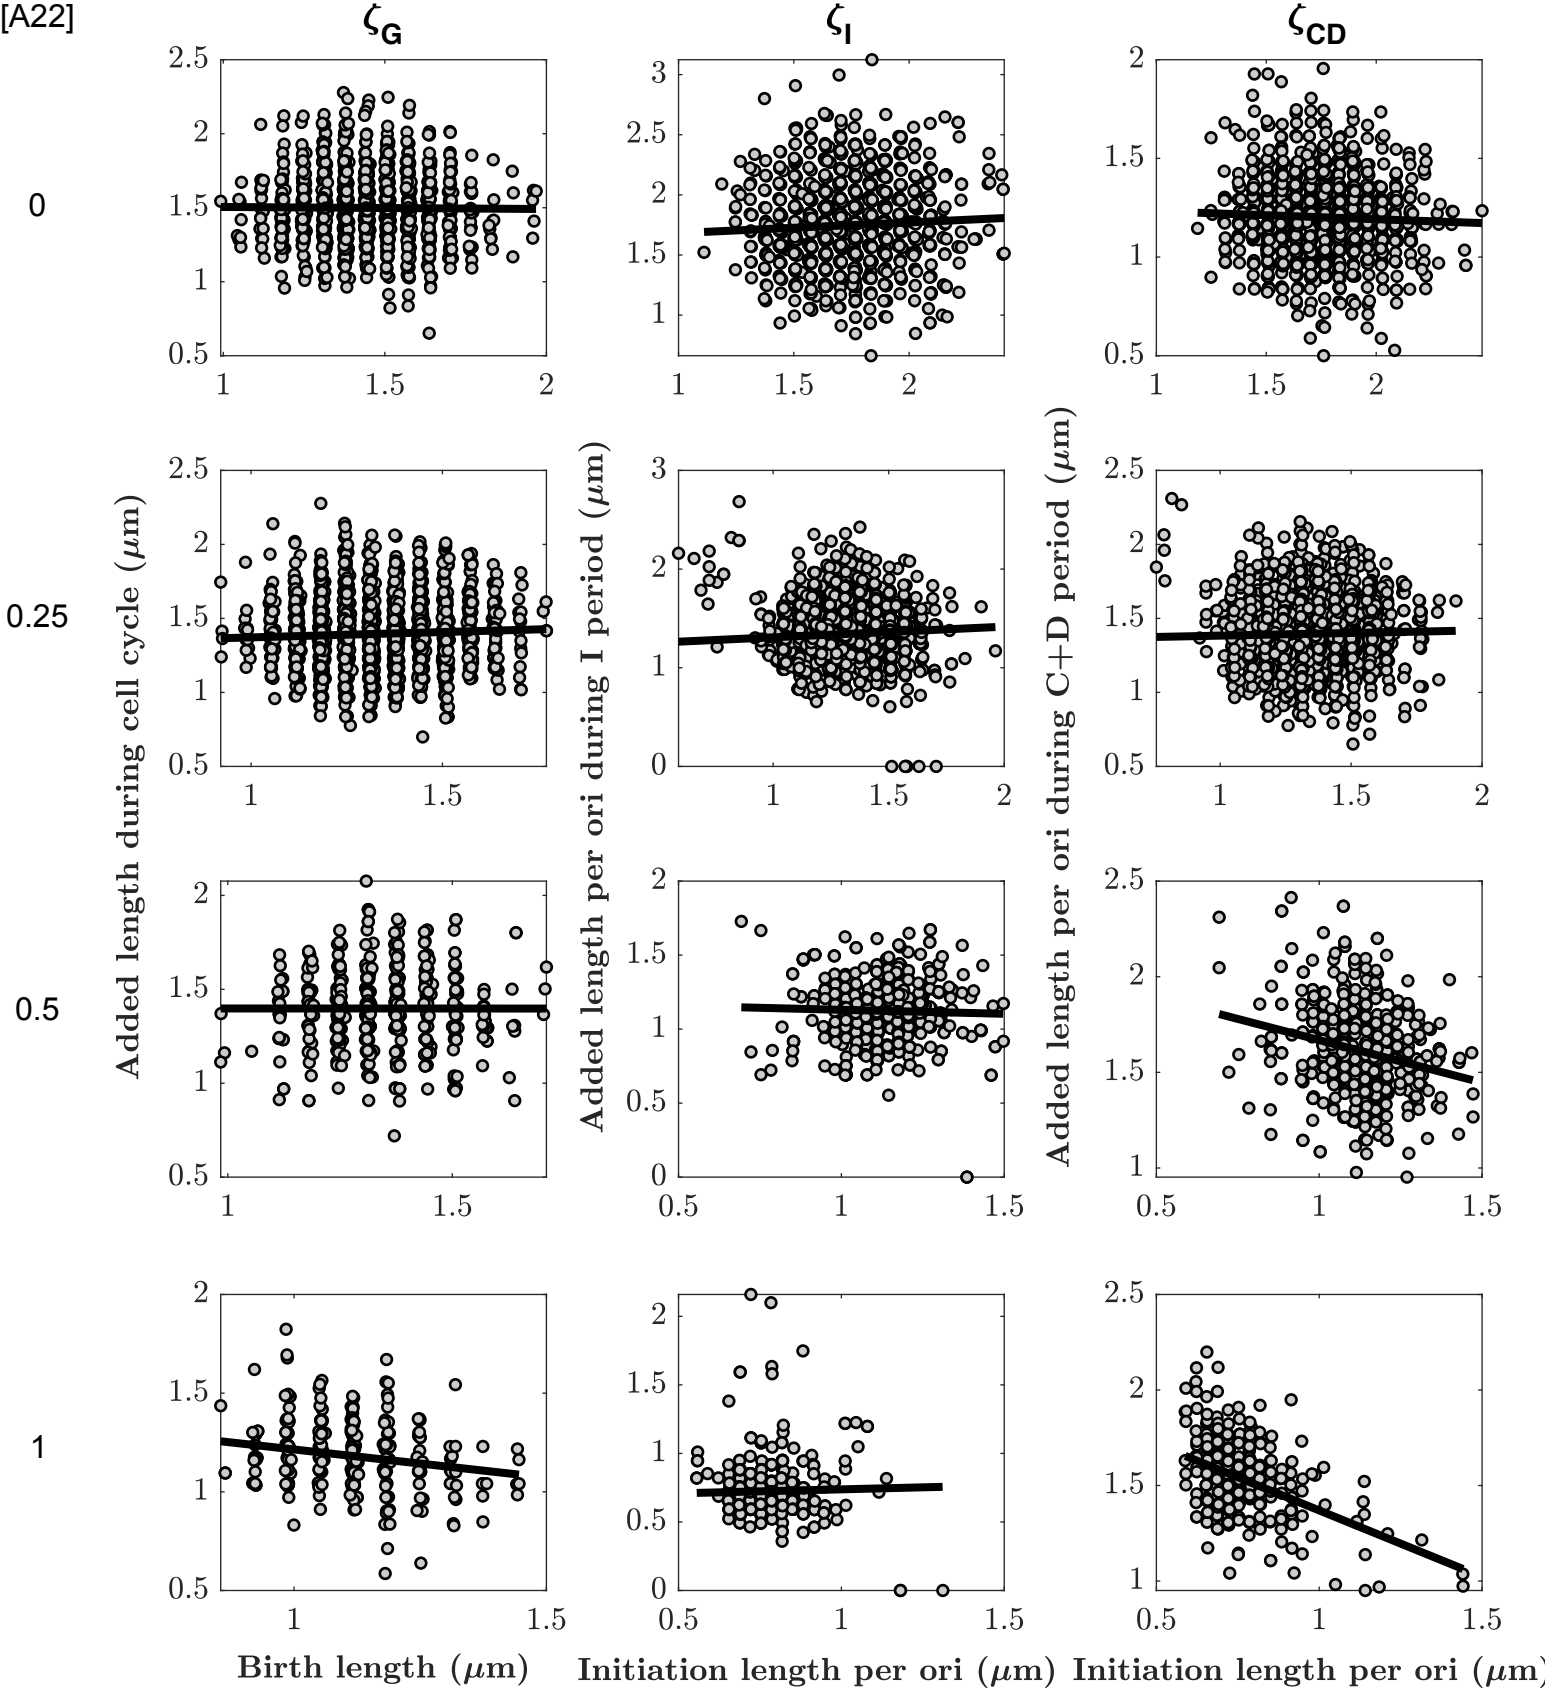 [A22] ζG ζI ζCD
0
2.5 2 1.5 1 0.5
1 1.5 2
3 2.5 2 1.5 1
1 1.5 2
2 1.5 1 0.5
1 1.5 2
0.25
2.5 2 1.5 1 0.5
1 1.5
3 2 1 0
1 1.5 2
2.5 2 1.5 1 0.5
1 1.5 2
0.5
2 1.5 1 0.5
1 1.5
2 1.5 1 0.5 0
0.5 1 1.5
2.5 2 1.5 1
0.5 1 1.5
1
2 1.5 1 0.5
1 1.5
2 1.5 1 0.5 0
0.5 1 1.5
2.5 2 1.5 1
0.5 1 1.5
Added length during cell cycle (μm)
Added length per ori during I period (μm)
Added length per ori during C+D period (μm)
Birth length (μm)
Initiation length per ori (μm)
Initiation length per ori (μm)